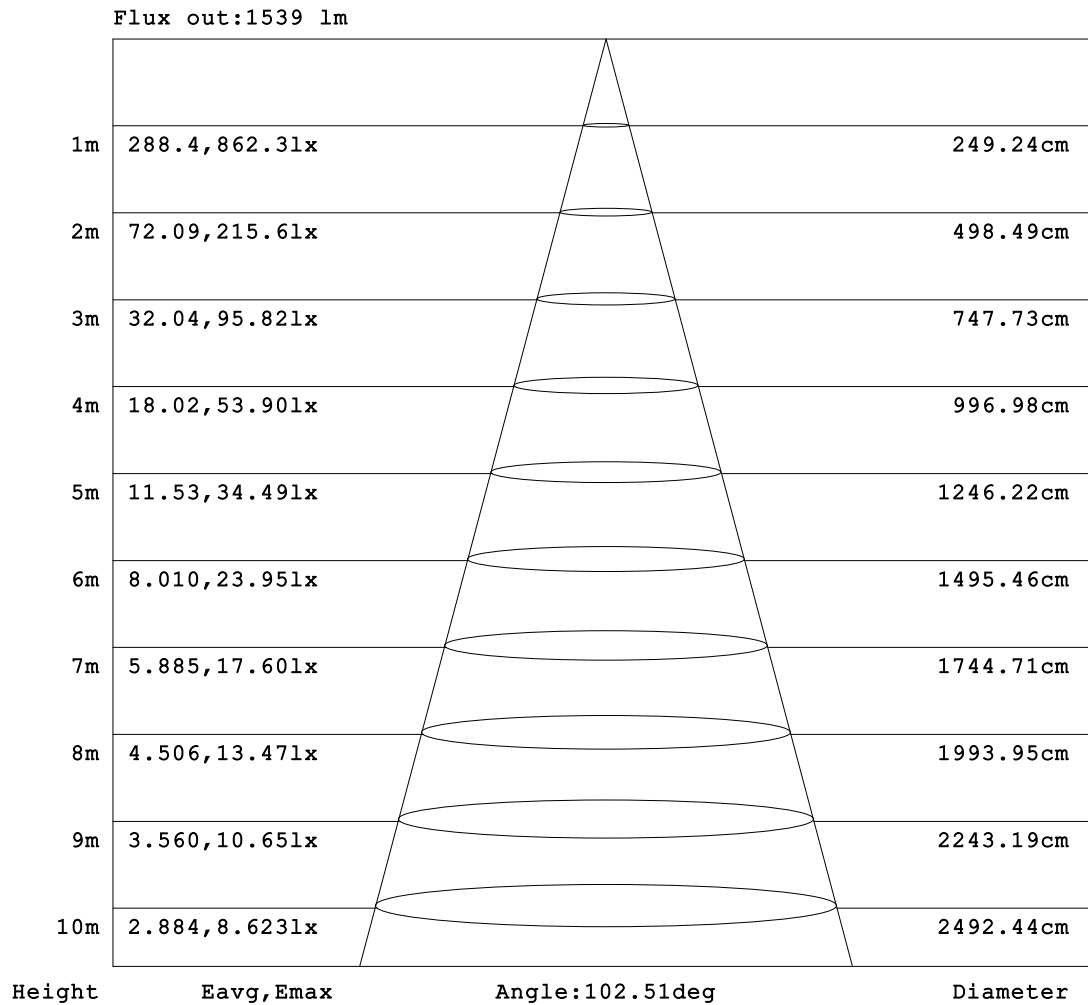 Flux out:1539 lm
1m 288.4,862.3lx 249.24cm
2m 72.09,215.6lx 498.49cm
3m 32.04,95.82lx 747.73cm
4m 18.02,53.90lx 996.98cm
5m 11.53,34.49lx 1246.22cm
6m 8.010,23.95lx 1495.46cm
7m 5.885,17.60lx 1744.71cm
8m 4.506,13.47lx 1993.95cm
9m 3.560,10.65lx 2243.19cm
10m 2.884,8.623lx 2492.44cm
Height Eavg,Emax Angle:102.51deg Diameter